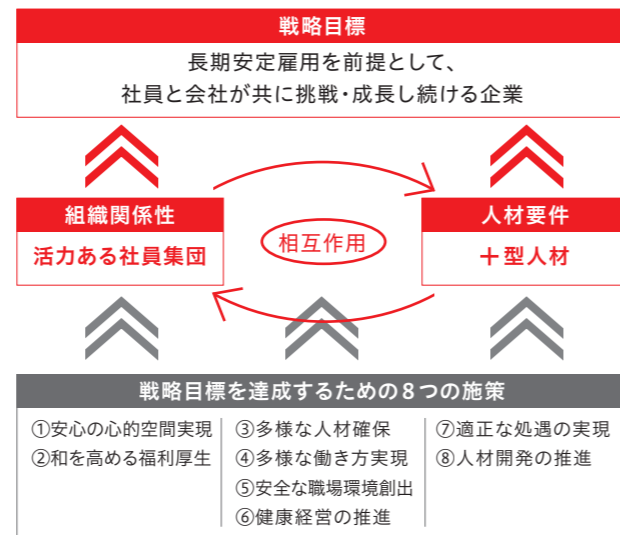 戦略目標
長期安定雇用を前提として、
社員と会社が共に挑戦・成長し続ける企業
組織関係性
活力ある社員集団
相互作用
人材要件
＋型人材
戦略目標を達成するための8つの施策
①安心の心的空間実現
②和を高める福利厚生
③多様な人材確保
④多様な働き方実現
⑤安全な職場環境創出
⑥健康経営の推進
⑦適正な処遇の実現
⑧人材開発の推進